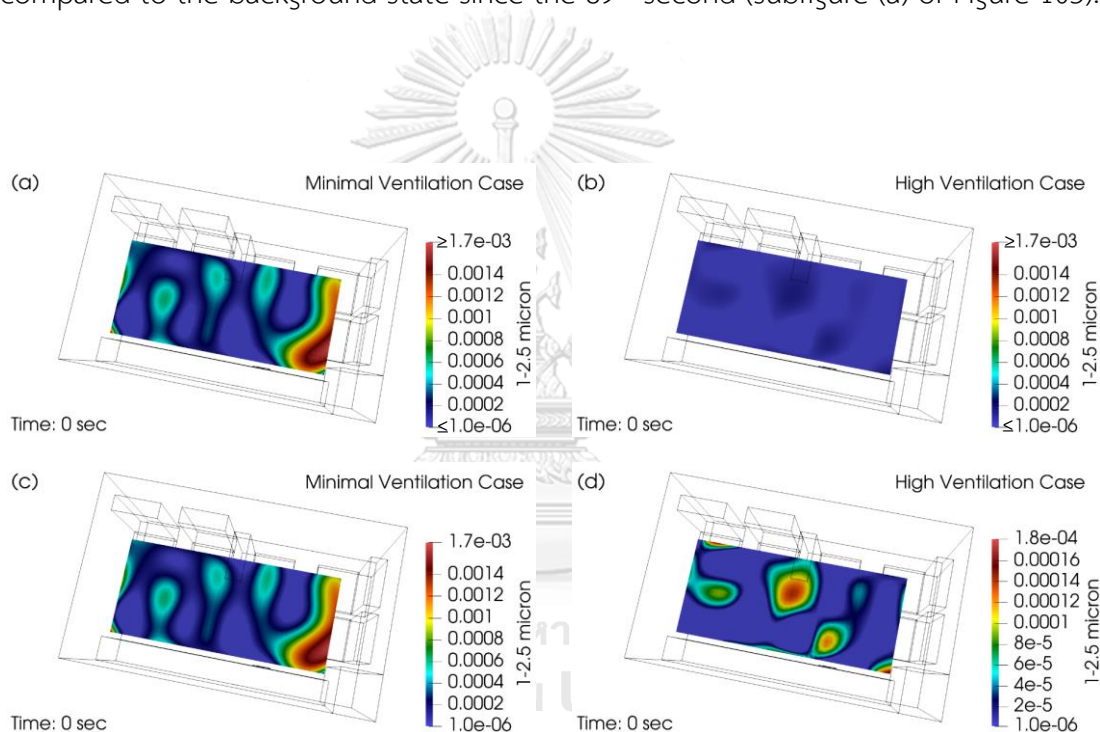 compared to the background state since the 89ᵗʰ second (subfigure (a) of Figure 103).
(a) Minimal Ventilation Case
≥1.7e-03
0.0014
0.0012
0.001
0.0008
0.0006
0.0004
0.0002
≤1.0e-06
1-2.5 micron
Time: 0 sec
(b) High Ventilation Case
≥1.7e-03
0.0014
0.0012
0.001
0.0008
0.0006
0.0004
0.0002
≤1.0e-06
1-2.5 micron
Time: 0 sec
(c) Minimal Ventilation Case
1.7e-03
0.0014
0.0012
0.001
0.0008
0.0006
0.0004
0.0002
1.0e-06
1-2.5 micron
Time: 0 sec
(d) High Ventilation Case
1.8e-04
0.00016
0.00014
0.00012
0.0001
8e-5
6e-5
4e-5
2e-5
1.0e-06
1-2.5 micron
Time: 0 sec